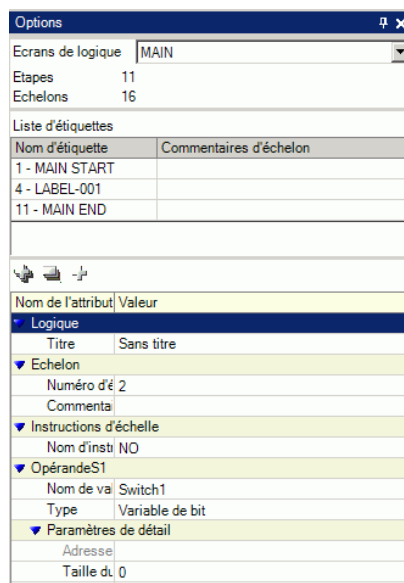 Options
Ecrans de logique MAIN
Etapes 11
Echelons 16
Liste d'étiquettes
Nom d'étiquette Commentaires d'échelon
1 - MAIN START
4 - LABEL-001
11 - MAIN END
Nom de l'attribut Valeur
Logique
Titre Sans titre
Echelon
Numéro d'é 2
Commenta
Instructions d'échelle
Nom d'instr NO
OpérandeS1
Nom de va Switch1
Type Variable de bit
Paramètres de détail
Adresse
Taille du 0